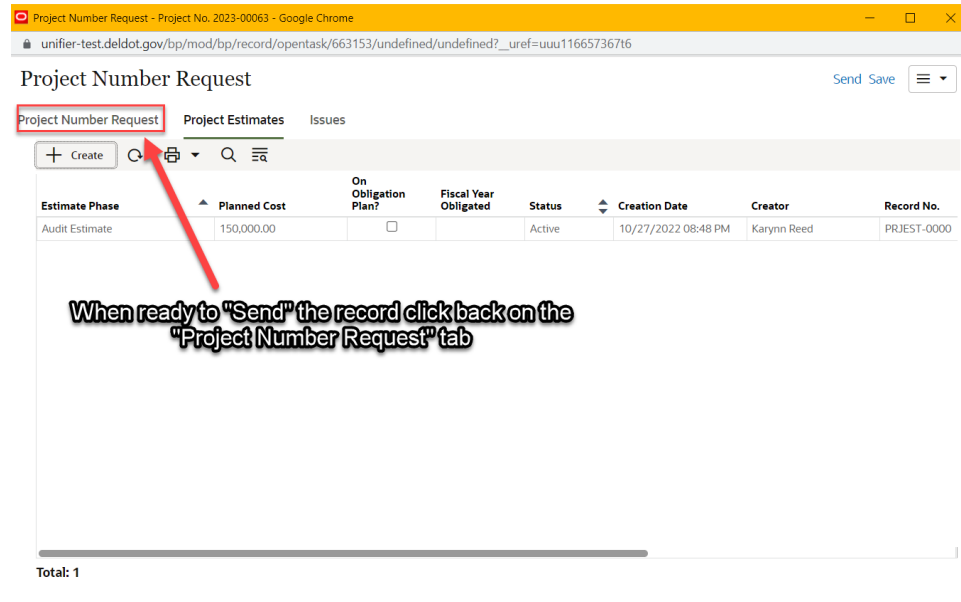 Project Number Request - Project No. 2023-00063 - Google Chrome
unifier-test.deldot.gov/bp/mod/bp/record/opentask/663153/undefined/undefined?__uref=uuu116657367t6
Project Number Request
Send Save
Project Number Request Project Estimates Issues
Create
Estimate Phase Planned Cost On Obligation Plan? Fiscal Year Obligated Status Creation Date Creator Record No.
Audit Estimate 150,000.00 Active 10/27/2022 08:48 PM Karynn Reed PRJEST-0000
When ready to "Send" the record click back on the
"Project Number Request" tab
Total: 1